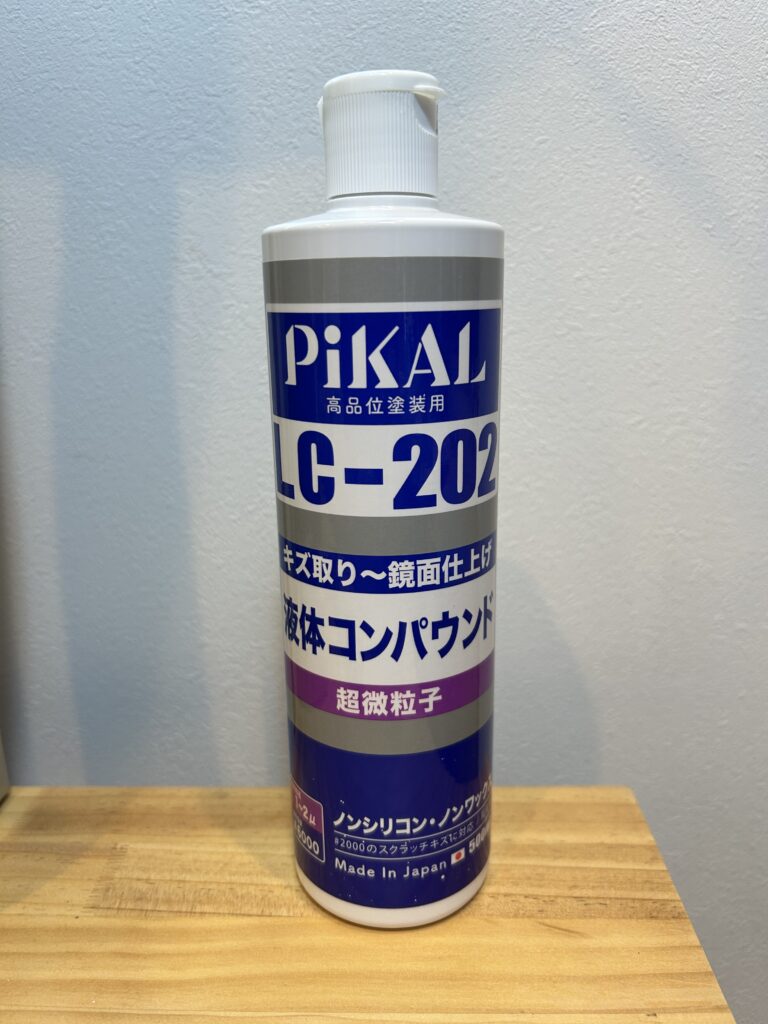 PiKAL
高品位塗装用
LC-202
キズ取り〜鏡面仕上げ
液体コンパウンド
超微粒子
ノンシリコン・ノンワックス
#2000のスクラッチキズに対応
Made In Japan